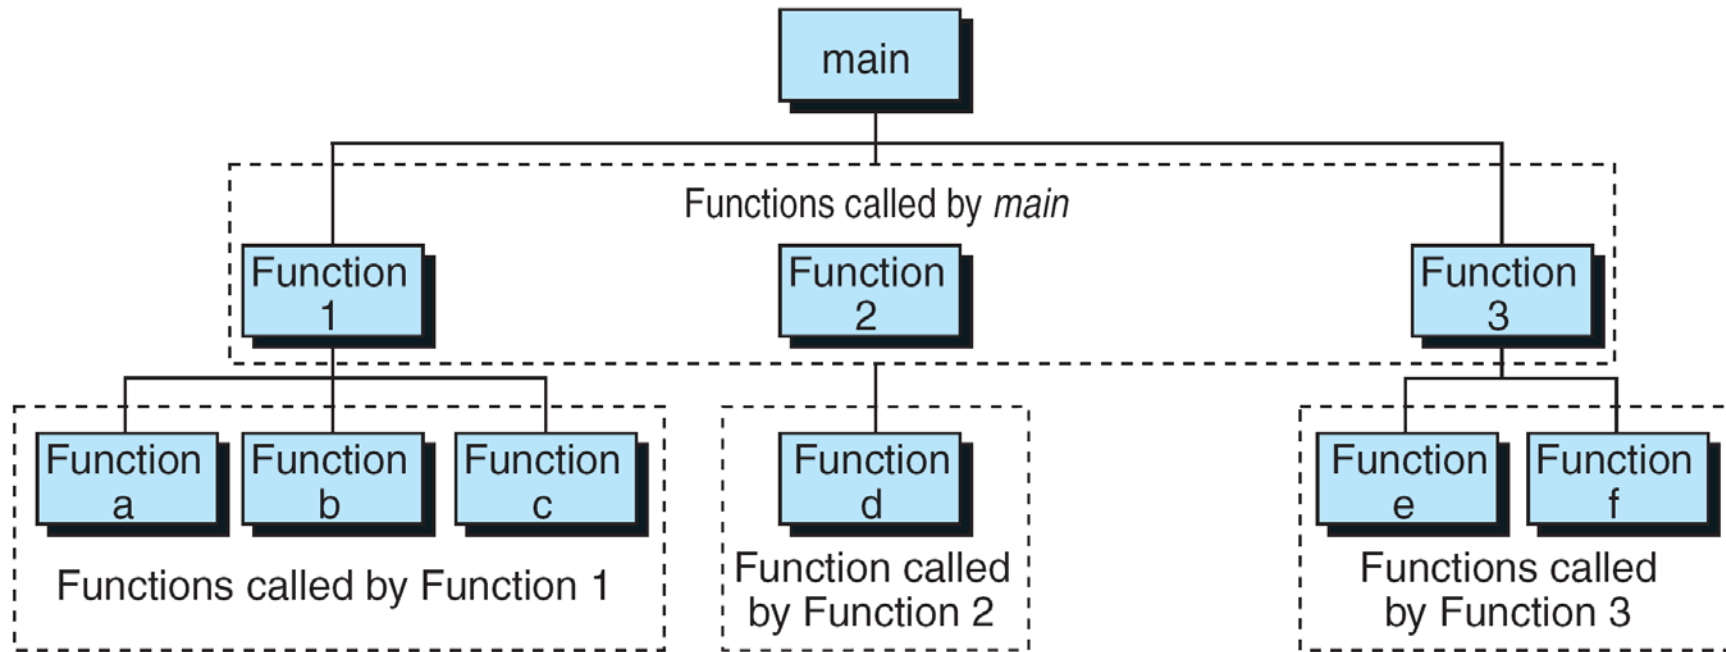 main
Functions called by main
Function
1
Function
2
Function
3
Function
a
Function
b
Function
c
Function
d
Function
e
Function
f
Functions called by Function 1
Function called
by Function 2
Functions called
by Function 3